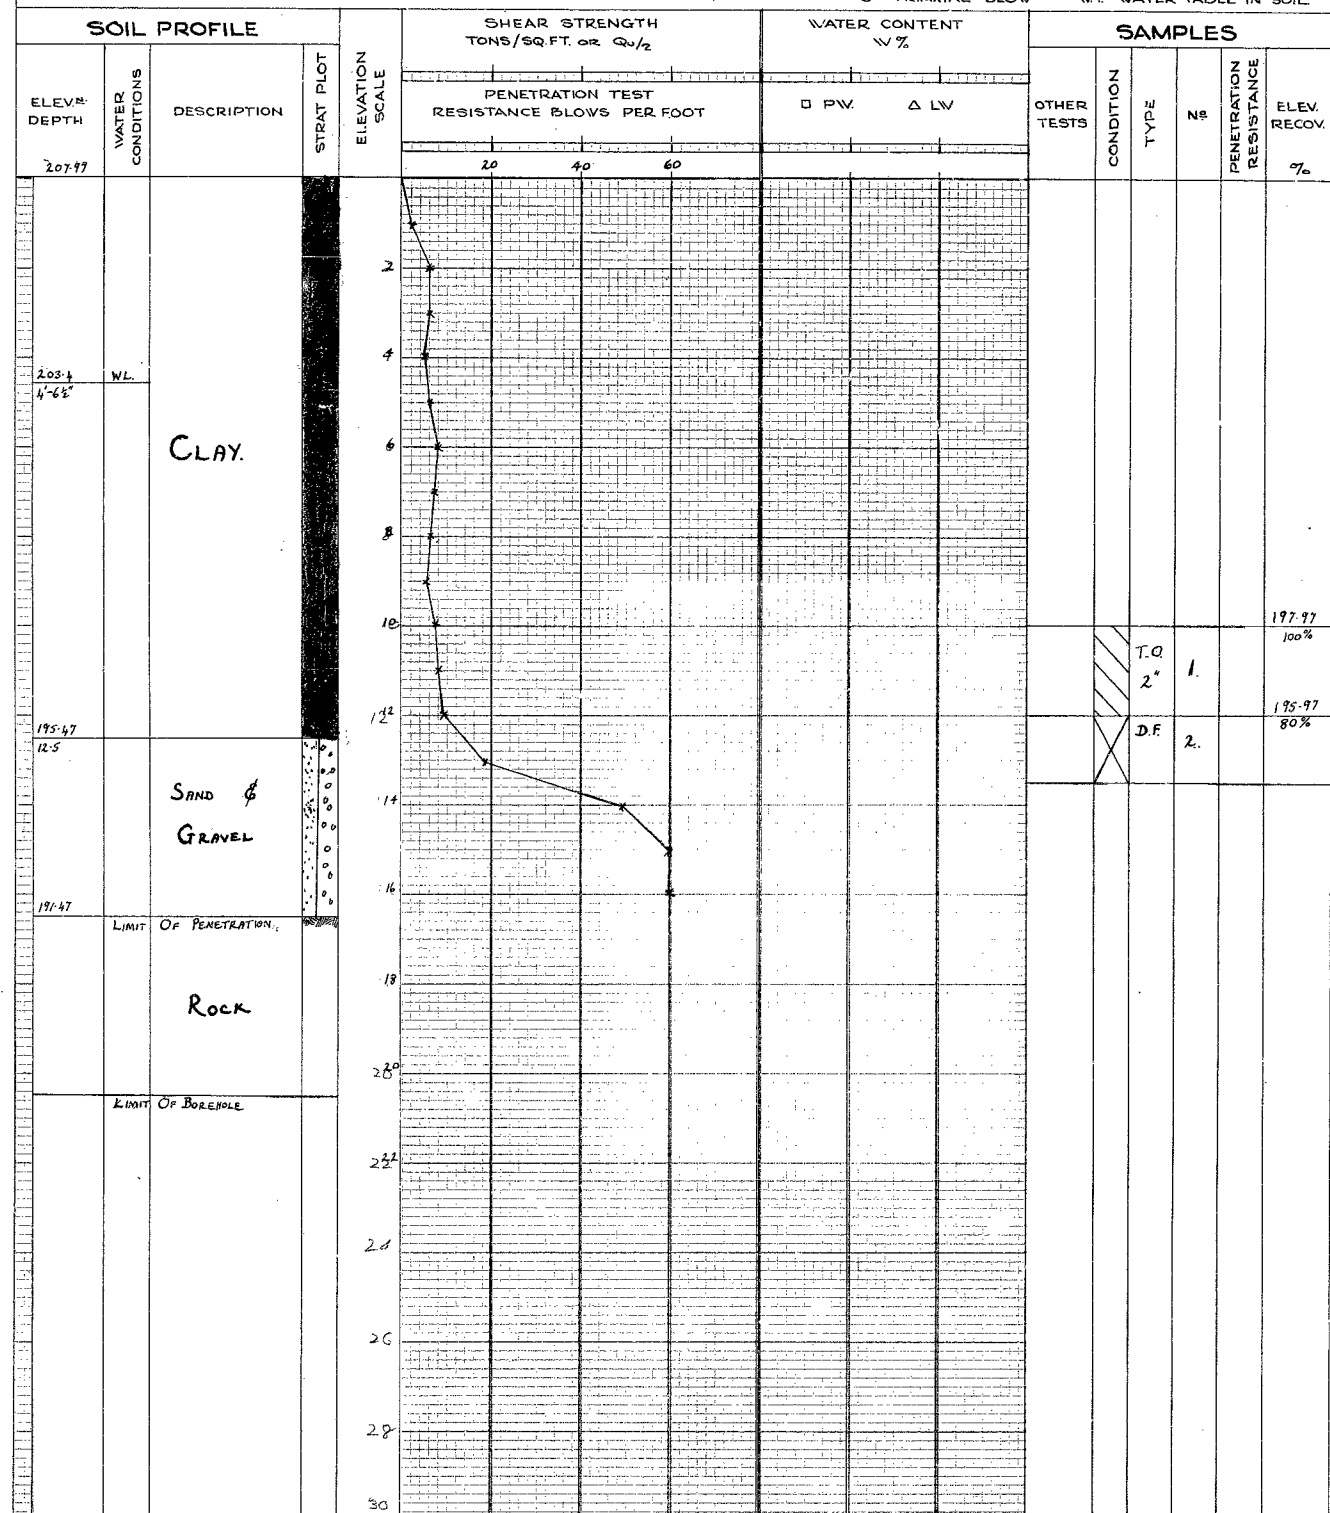 WATER TABLE IN SOIL
SOIL PROFILE
ELEVN.
DEPTH
207.97
WATER
CONDITIONS
DESCRIPTION
STRAT PLOT
ELEVATION
SCALE
SHEAR STRENGTH
TONS/SQ.FT. OR Qu/2
PENETRATION TEST
RESISTANCE BLOWS PER FOOT
20 40 60
WATER CONTENT
W %
□ PW. △ LW
SAMPLES
OTHER
TESTS
CONDITION
TYPE
Nº
PENETRATION
RESISTANCE
ELEV.
RECOV.
%
2
4
203.4 WL.
4'-6½"
CLAY.
6
8
10
197.97
100%
T.O.
2"
1.
12
195.97
80%
195.47
12.5
D.F.
2.
SAND &
GRAVEL
14
16
191.47
LIMIT OF PENETRATION.
18
ROCK
20
LIMIT OF BOREHOLE
22
24
26
28
30